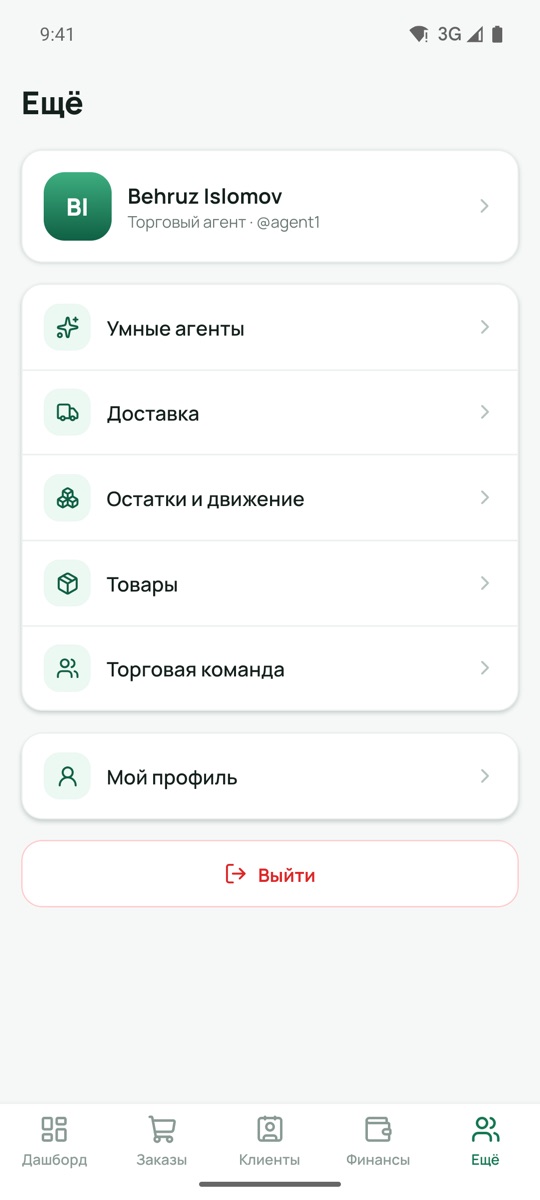 9:41
3G
Ещё
BI
Behruz Islomov
Торговый агент · @agent1
Умные агенты
Доставка
Остатки и движение
Товары
Торговая команда
Мой профиль
Выйти
Дашборд
Заказы
Клиенты
Финансы
Ещё